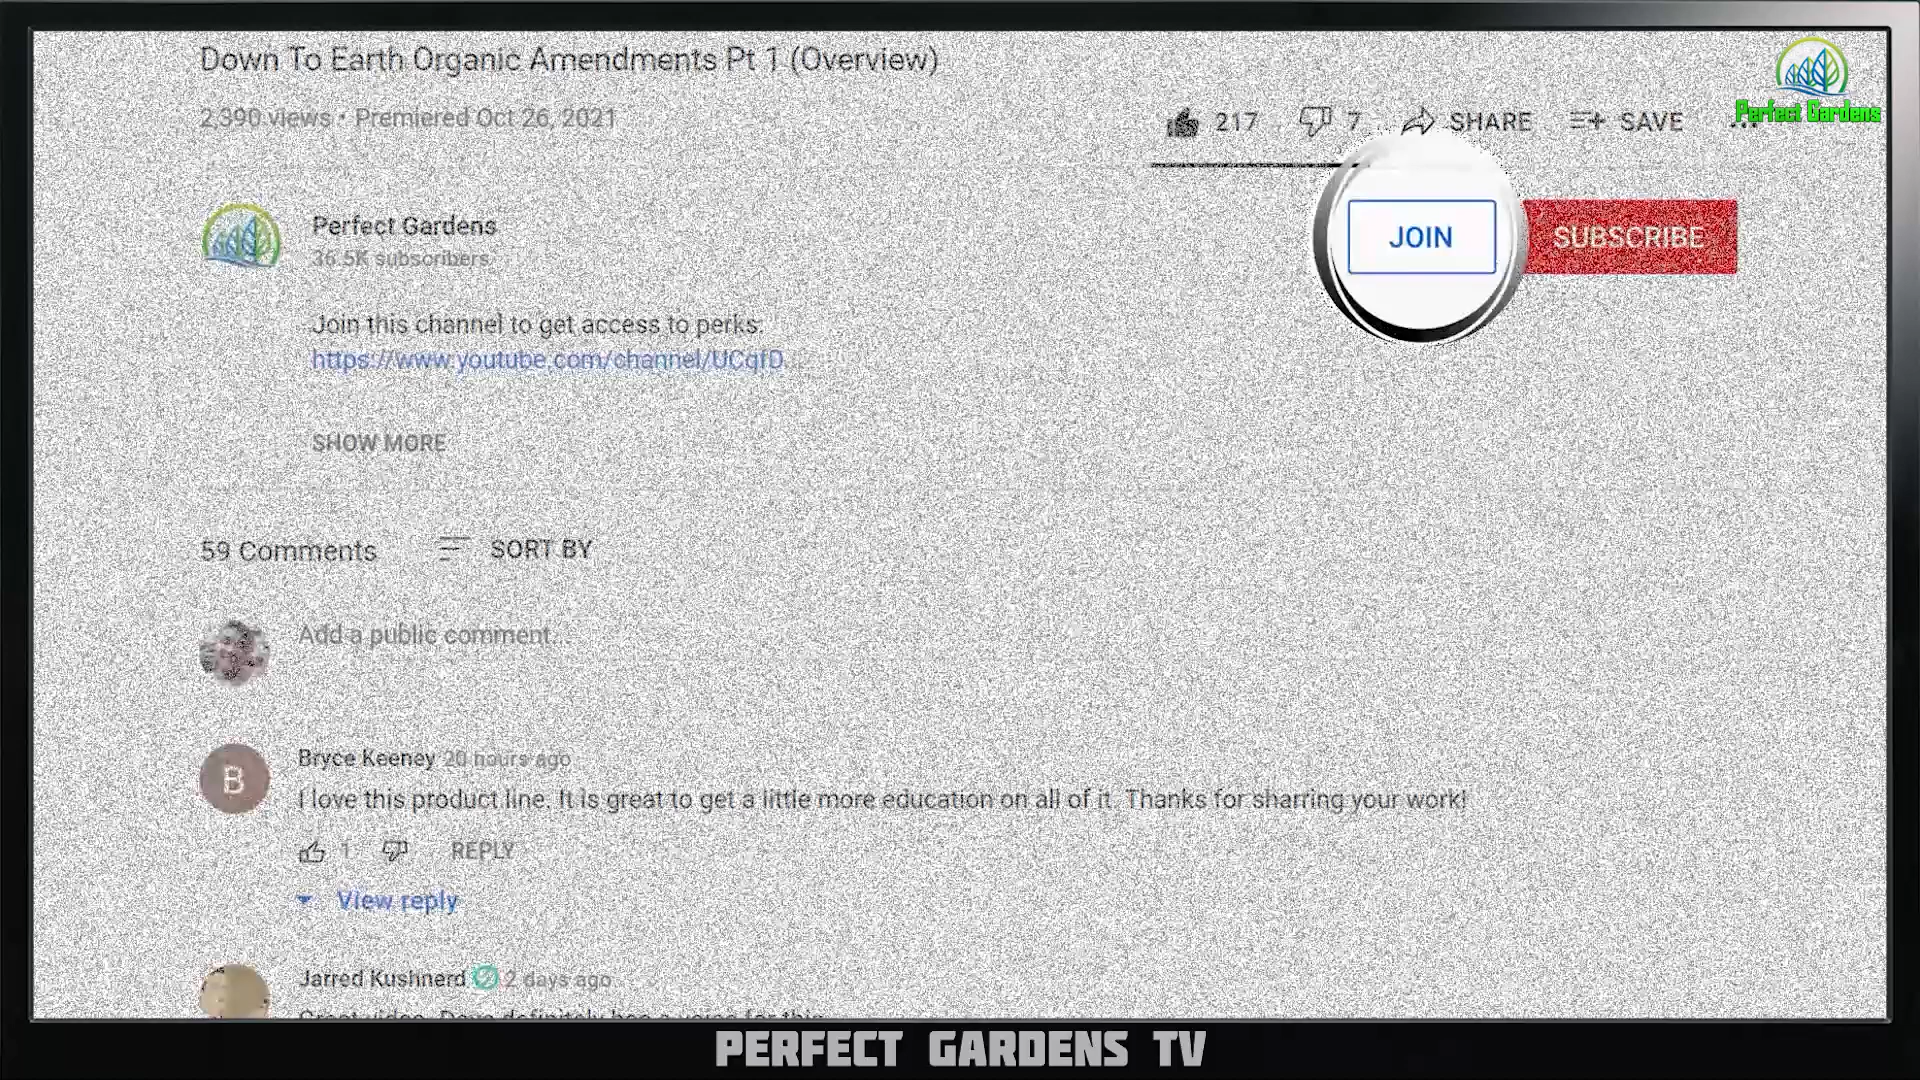 Down To Earth Organic Amendments Pt 1 (Overview)
2,390 views • Premiered Oct 26, 2021
217 7 SHARE SAVE ...
Perfect Gardens
Perfect Gardens
36.5K subscribers
JOIN SUBSCRIBE
Join this channel to get access to perks:
https://www.youtube.com/channel/UCqfD
SHOW MORE
59 Comments SORT BY
Add a public comment...
B
Bryce Keeney 20 hours ago
I love this product line. It is great to get a little more education on all of it. Thanks for sharring your work!
1 REPLY
View reply
Jarred Kushnerd 2 days ago
PERFECT GARDENS TV